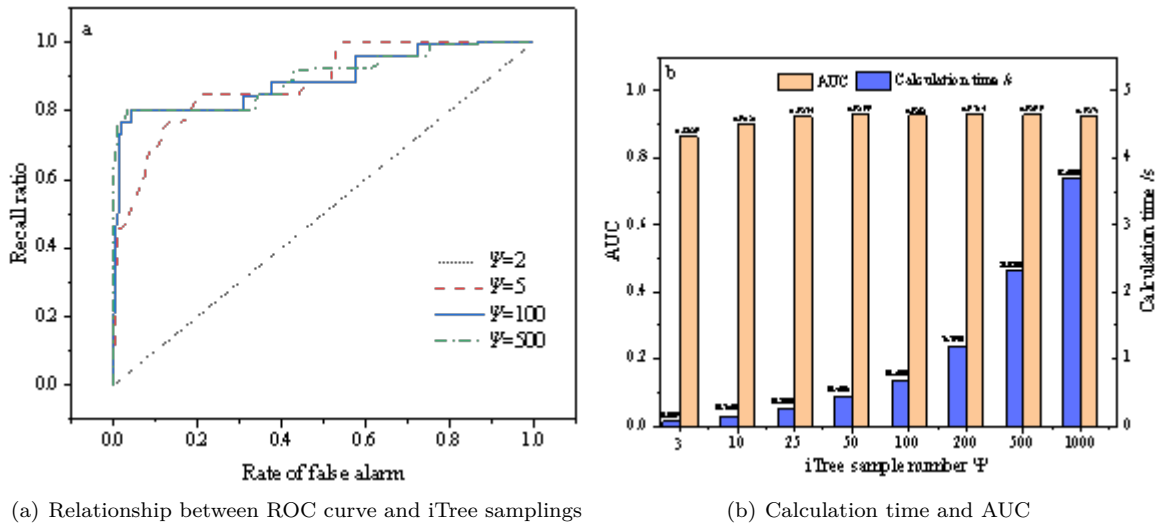 a
1.0
0.8
0.6
0.4
0.2
0.0
Recall ratio
Ψ=2
Ψ=5
Ψ=100
Ψ=500
0.0 0.2 0.4 0.6 0.8 1.0
Rate of false alarm
(a) Relationship between ROC curve and iTree samplings
b
AUC
Calculation time /s
1.0
0.8
0.6
0.4
0.2
0.0
AUC
5
4
3
2
1
0
Calculation time /s
3 10 25 50 100 200 500 1000
iTree sample number Ψ
(b) Calculation time and AUC